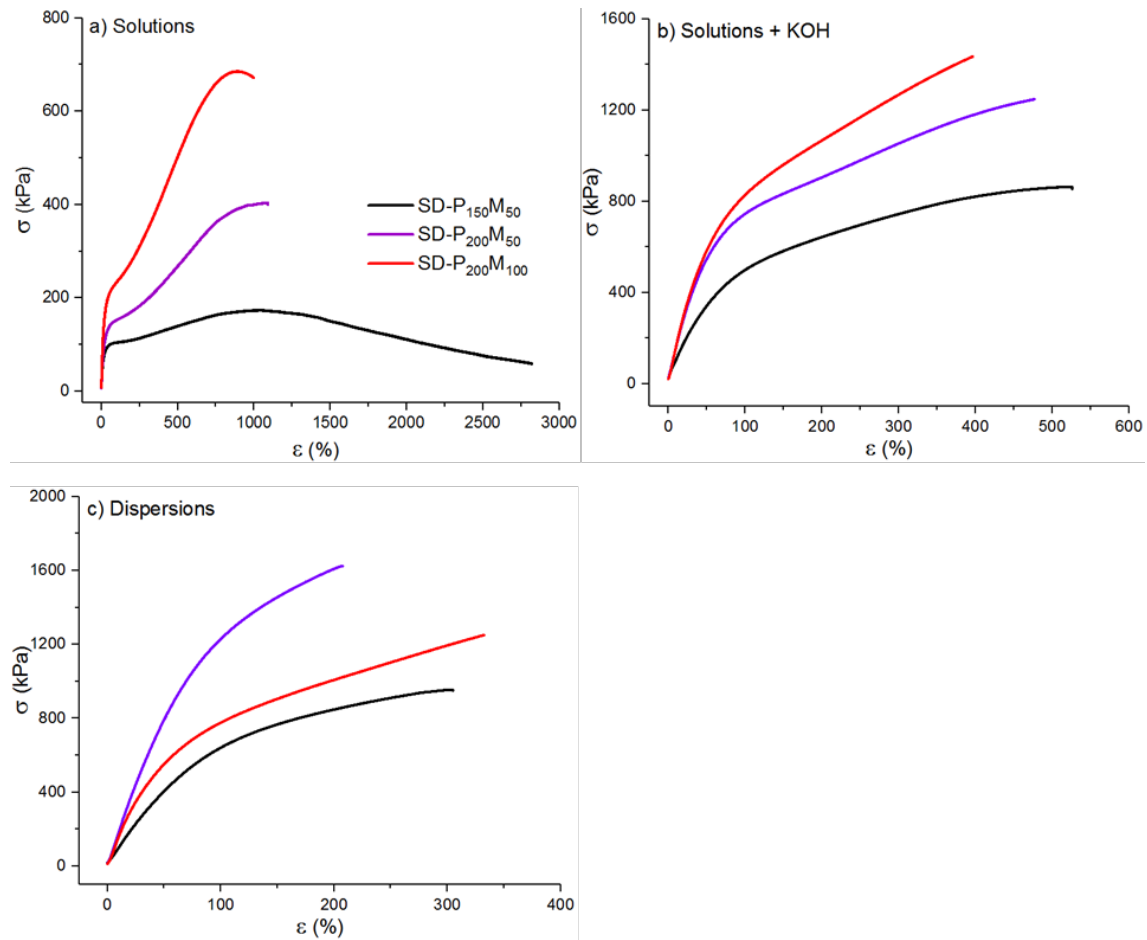 a) Solutions
800
600
400
200
0
σ (kPa)
SD-P₁₅₀M₅₀
SD-P₂₀₀M₅₀
SD-P₂₀₀M₁₀₀
0 500 1000 1500 2000 2500 3000
ε (%)
b) Solutions + KOH
1600
1200
800
400
0
σ (kPa)
0 100 200 300 400 500 600
ε (%)
c) Dispersions
2000
1600
1200
800
400
0
σ (kPa)
0 100 200 300 400
ε (%)